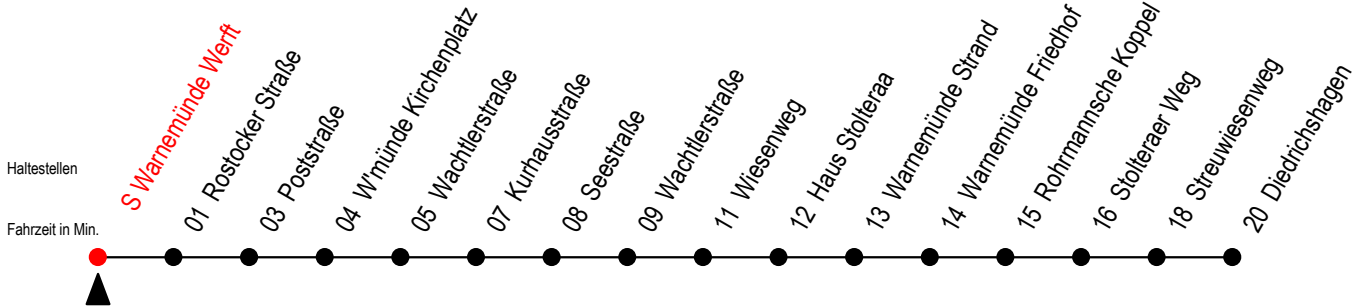 S Warnemünde Werft
01 Rostocker Straße
03 Poststraße
04 W'münde Kirchenplatz
05 Wachtlerstraße
07 Kurhausstraße
08 Seestraße
09 Wachtlerstraße
11 Wiesenweg
12 Haus Stolteraa
13 Warnemünde Strand
14 Warnemünde Friedhof
15 Rohrmannsche Koppel
16 Stolteraer Weg
18 Streuwiesenweg
20 Diedrichshagen
Haltestellen
Fahrzeit in Min.